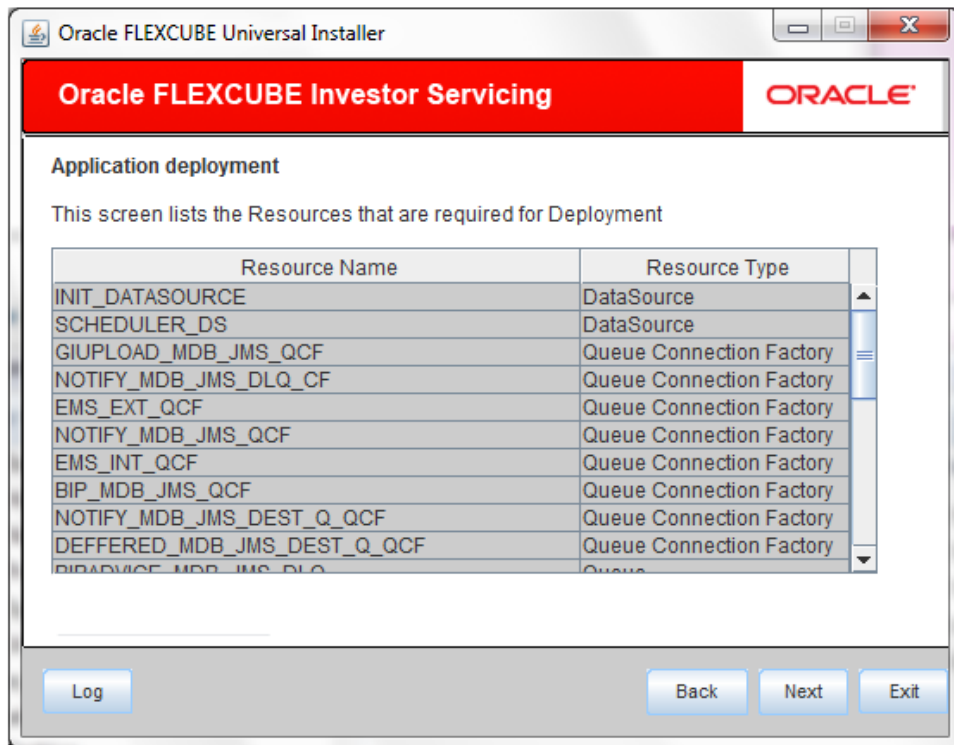 Oracle FLEXCUBE Universal Installer
Oracle FLEXCUBE Investor Servicing
ORACLE
Application deployment
This screen lists the Resources that are required for Deployment
Resource Name Resource Type
INIT_DATASOURCE DataSource
SCHEDULER_DS DataSource
GIUPLOAD_MDB_JMS_QCF Queue Connection Factory
NOTIFY_MDB_JMS_DLQ_CF Queue Connection Factory
EMS_EXT_QCF Queue Connection Factory
NOTIFY_MDB_JMS_QCF Queue Connection Factory
EMS_INT_QCF Queue Connection Factory
BIP_MDB_JMS_QCF Queue Connection Factory
NOTIFY_MDB_JMS_DEST_Q_QCF Queue Connection Factory
DEFFERED_MDB_JMS_DEST_Q_QCF Queue Connection Factory
Log Back Next Exit